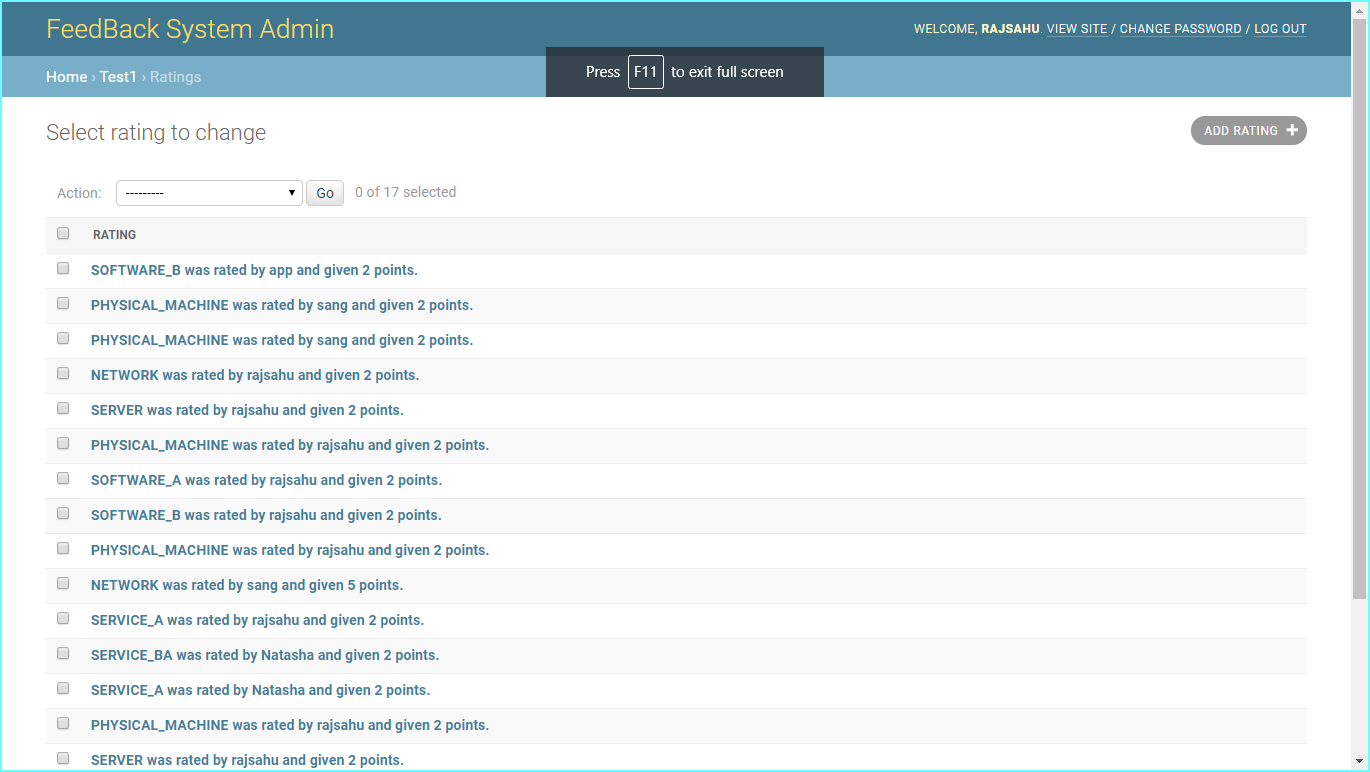 FeedBack System Admin
WELCOME, RAJSAHU. VIEW SITE / CHANGE PASSWORD / LOG OUT
Home › Test1 › Ratings
Press F11 to exit full screen
Select rating to change
ADD RATING +
Action: --------- Go 0 of 17 selected
RATING
SOFTWARE_B was rated by app and given 2 points.
PHYSICAL_MACHINE was rated by sang and given 2 points.
PHYSICAL_MACHINE was rated by sang and given 2 points.
NETWORK was rated by rajsahu and given 2 points.
SERVER was rated by rajsahu and given 2 points.
PHYSICAL_MACHINE was rated by rajsahu and given 2 points.
SOFTWARE_A was rated by rajsahu and given 2 points.
SOFTWARE_B was rated by rajsahu and given 2 points.
PHYSICAL_MACHINE was rated by rajsahu and given 2 points.
NETWORK was rated by sang and given 5 points.
SERVICE_A was rated by rajsahu and given 2 points.
SERVICE_BA was rated by Natasha and given 2 points.
SERVICE_A was rated by Natasha and given 2 points.
PHYSICAL_MACHINE was rated by rajsahu and given 2 points.
SERVER was rated by rajsahu and given 2 points.